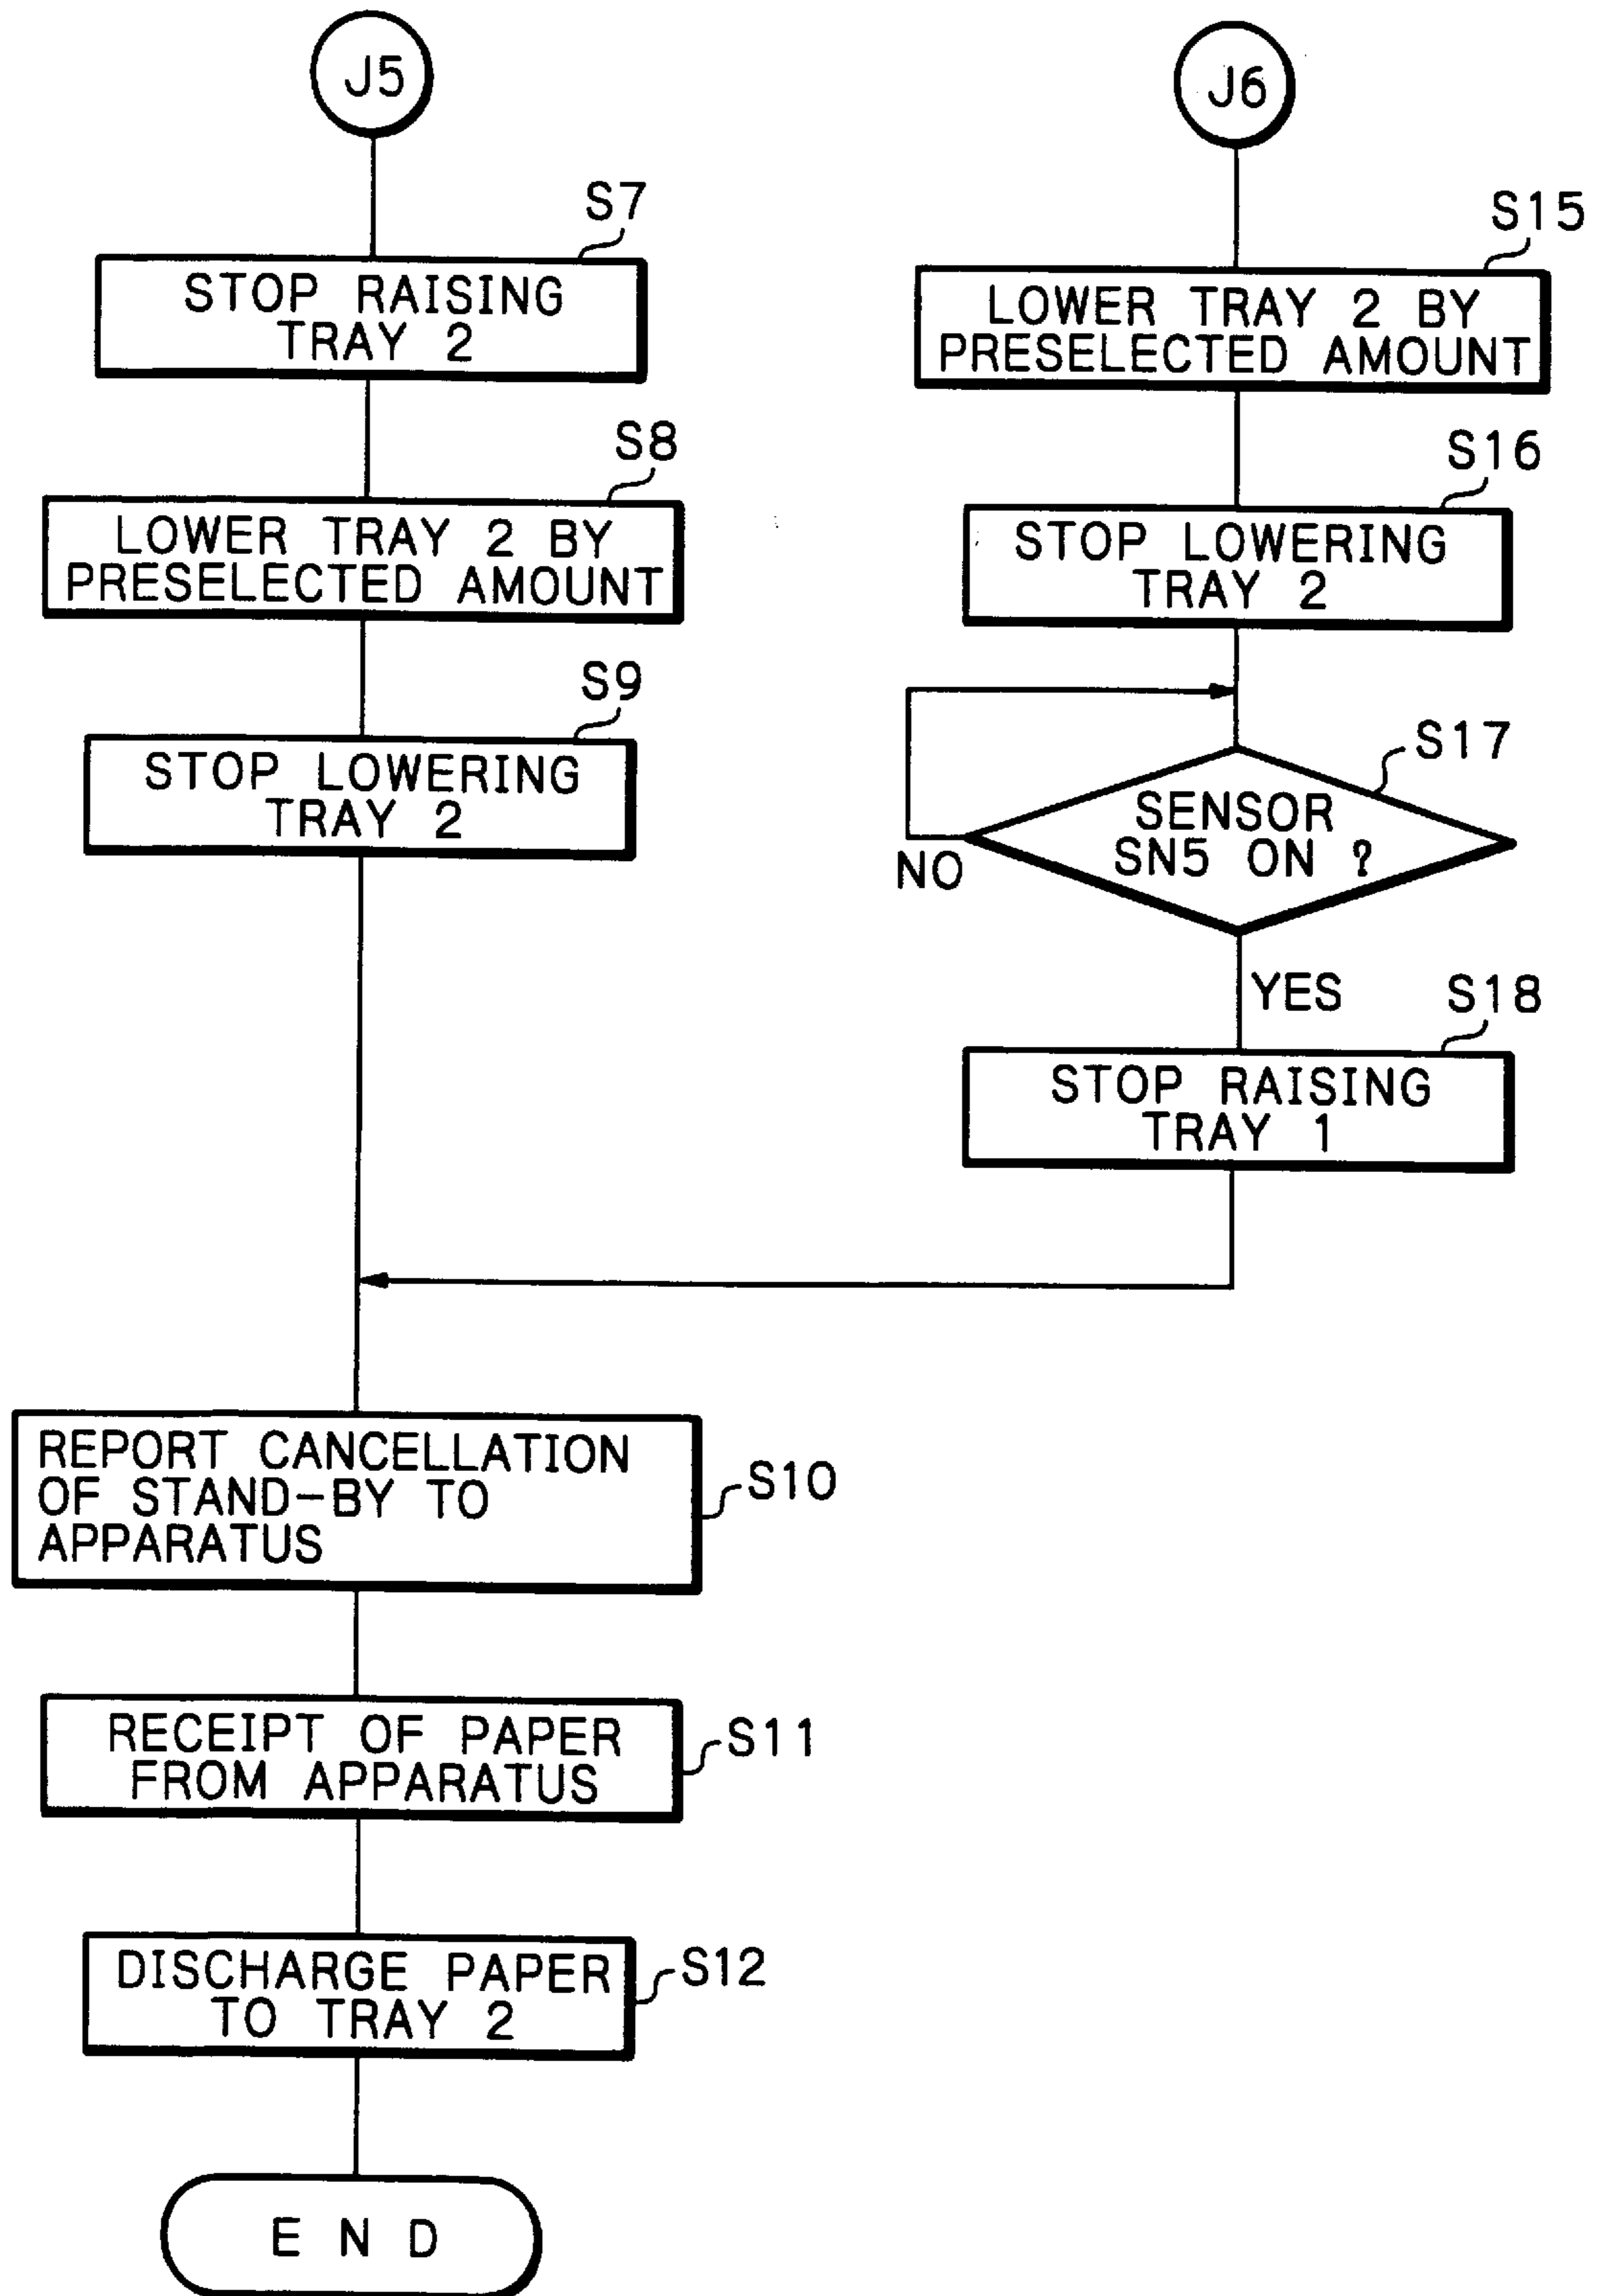 J5
S7
STOP RAISING
TRAY 2
S8
LOWER TRAY 2 BY
PRESELECTED AMOUNT
S9
STOP LOWERING
TRAY 2
J6
S15
LOWER TRAY 2 BY
PRESELECTED AMOUNT
S16
STOP LOWERING
TRAY 2
S17
SENSOR
SN5 ON ?
NO
YES
S18
STOP RAISING
TRAY 1
REPORT CANCELLATION
OF STAND-BY TO
APPARATUS
S10
RECEIPT OF PAPER
FROM APPARATUS
S11
DISCHARGE PAPER
TO TRAY 2
S12
END